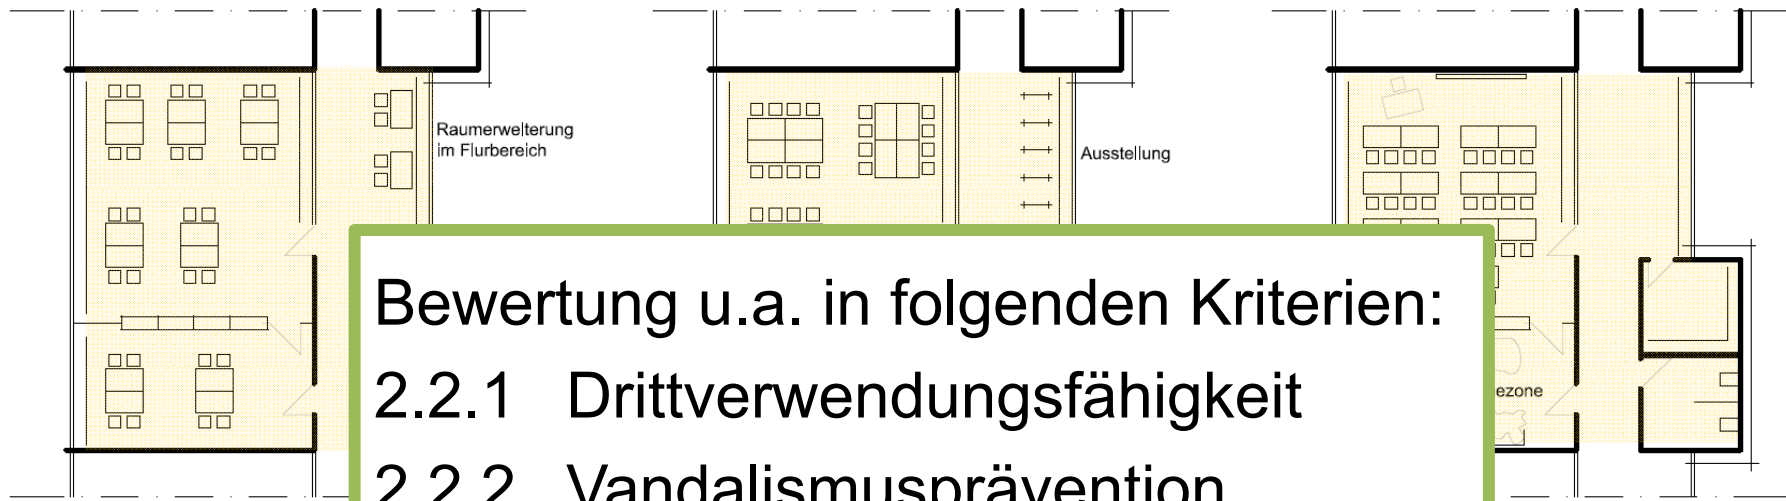 Raumerweiterung
im Flurbereich
Ausstellung
Bewertung u.a. in folgenden Kriterien:
2.2.1 Drittverwendungsfähigkeit
2.2.2 Vandalismusprävention
ezone